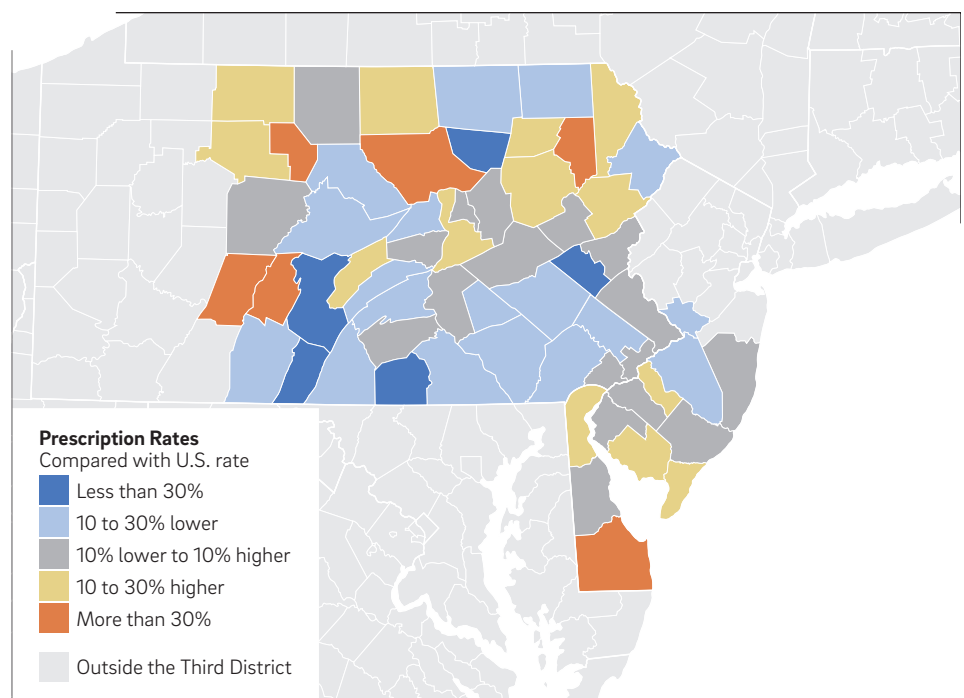 Prescription Rates
Compared with U.S. rate
Less than 30%
10 to 30% lower
10% lower to 10% higher
10 to 30% higher
More than 30%
Outside the Third District